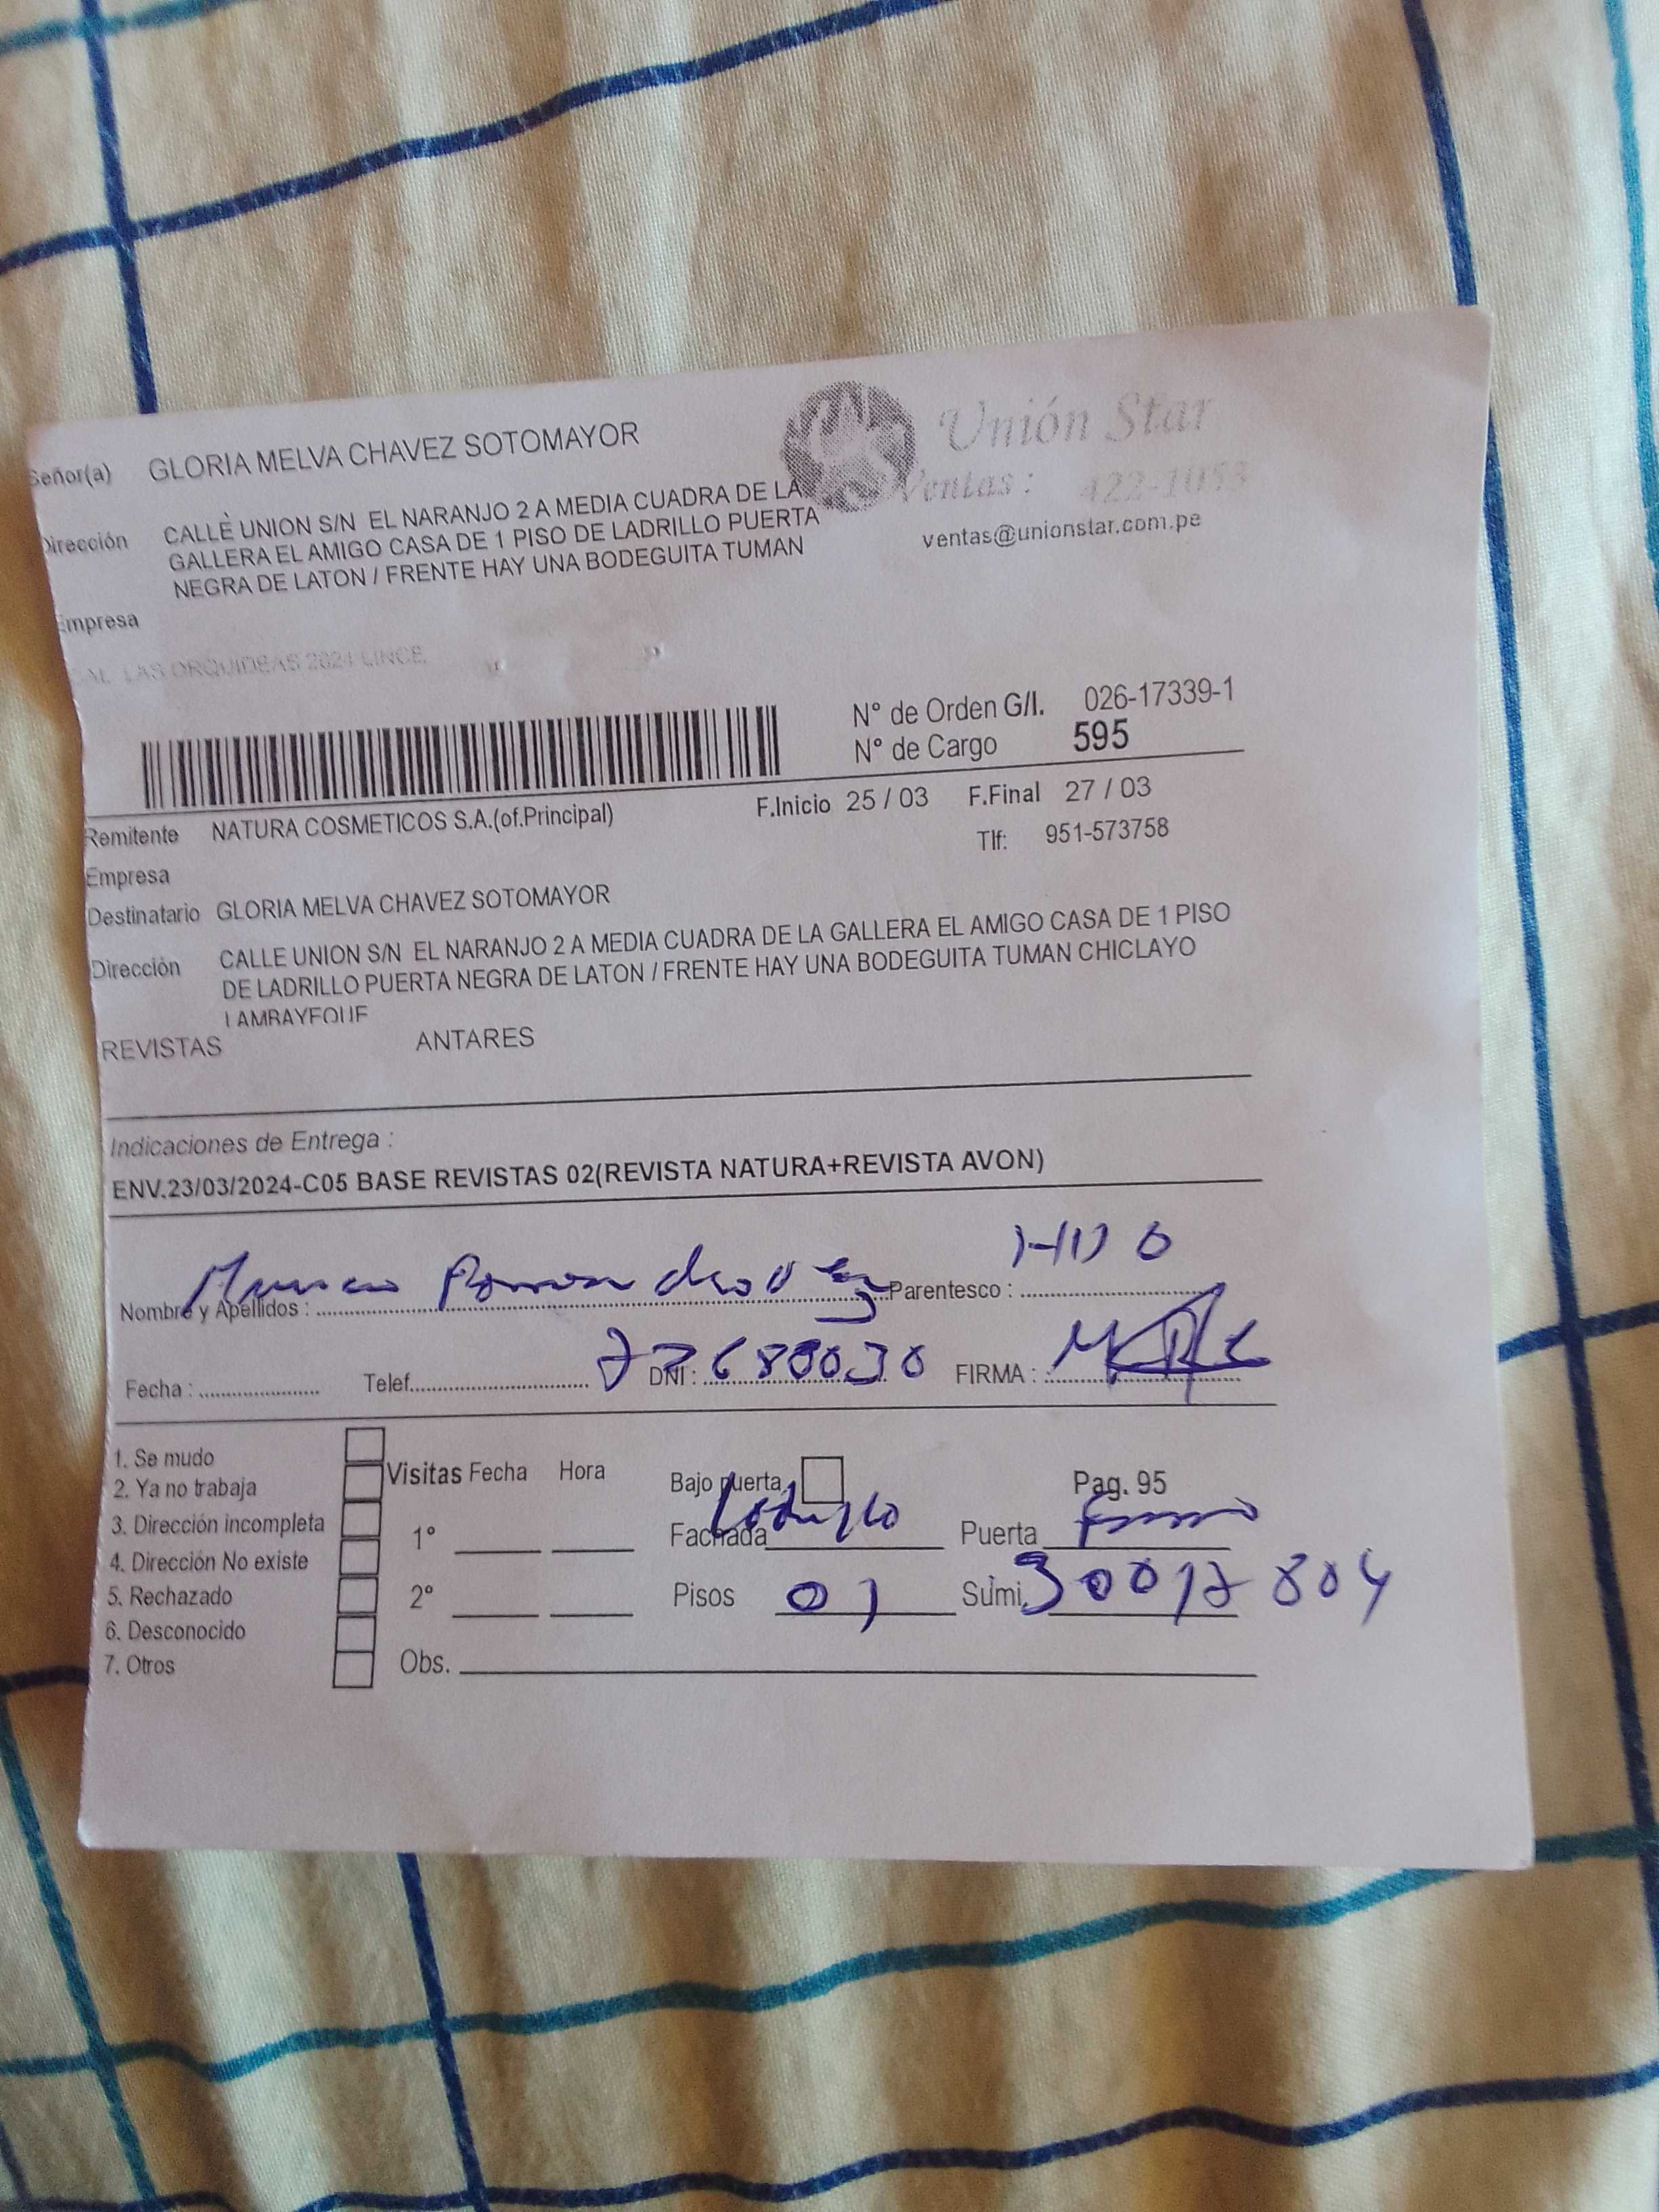 Señor(a) GLORIA MELVA CHAVEZ SOTOMAYOR
Unión Star
Ventas: 422-1053
ventas@unionstar.com.pe
Dirección CALLE UNION S/N EL NARANJO 2 A MEDIA CUADRA DE LA
GALLERA EL AMIGO CASA DE 1 PISO DE LADRILLO PUERTA
NEGRA DE LATON / FRENTE HAY UNA BODEGUITA TUMAN
Empresa
CAL. LAS ORQUIDEAS 2624 LINCE
N° de Orden G/I. 026-17339-1
N° de Cargo 595
Remitente NATURA COSMETICOS S.A.(of.Principal) F.Inicio 25 / 03 F.Final 27 / 03
Empresa Tlf: 951-573758
Destinatario GLORIA MELVA CHAVEZ SOTOMAYOR
Dirección CALLE UNION S/N EL NARANJO 2 A MEDIA CUADRA DE LA GALLERA EL AMIGO CASA DE 1 PISO
DE LADRILLO PUERTA NEGRA DE LATON / FRENTE HAY UNA BODEGUITA TUMAN CHICLAYO
LAMBAYEQUE
REVISTAS ANTARES
Indicaciones de Entrega :
ENV.23/03/2024-C05 BASE REVISTAS 02(REVISTA NATURA+REVISTA AVON)
Nombre y Apellidos : Parentesco : HIJO
Fecha : Telef. DNI : FIRMA :
1. Se mudo
2. Ya no trabaja
3. Dirección incompleta
4. Dirección No existe
5. Rechazado
6. Desconocido
7. Otros
Visitas Fecha Hora
1°
2°
Bajo puerta Pag. 95
Fachada Ladrillo Puerta
Pisos 01 Sumi. 30017804
Obs.